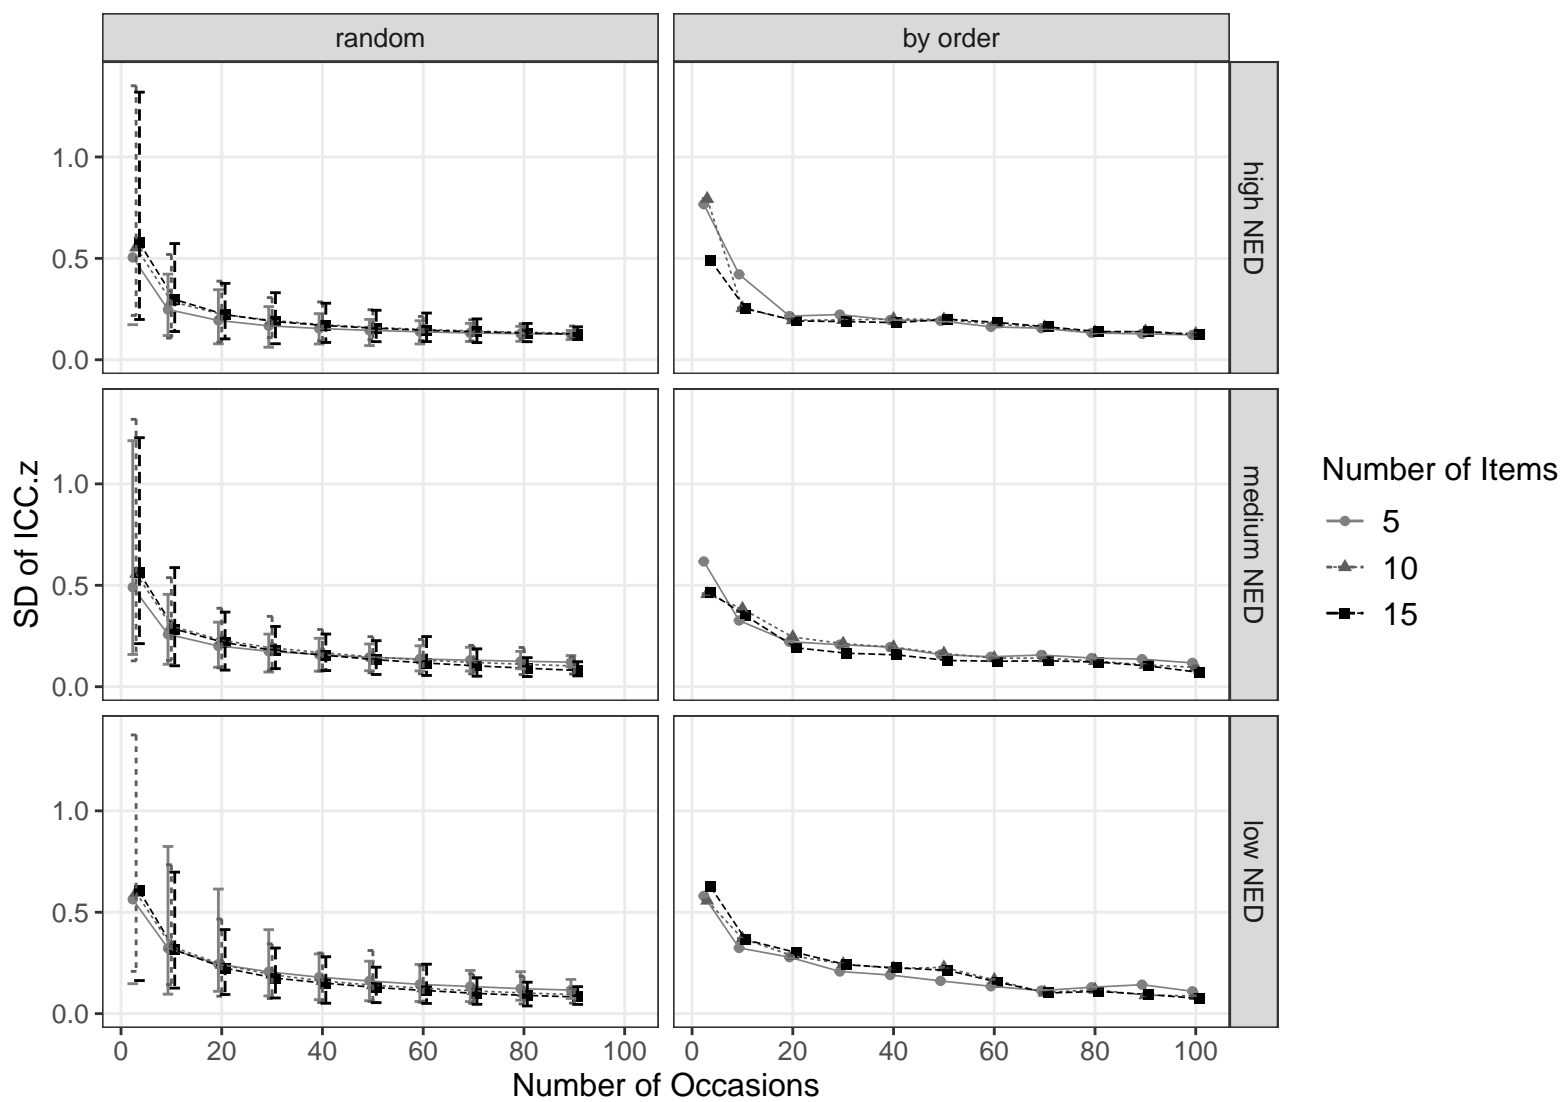 random
by order
1.0
0.5
0.0
high NED
1.0
0.5
0.0
medium NED
1.0
0.5
0.0
low NED
SD of ICC.z
0 20 40 60 80 100
0 20 40 60 80 100
Number of Occasions
Number of Items
5
10
15